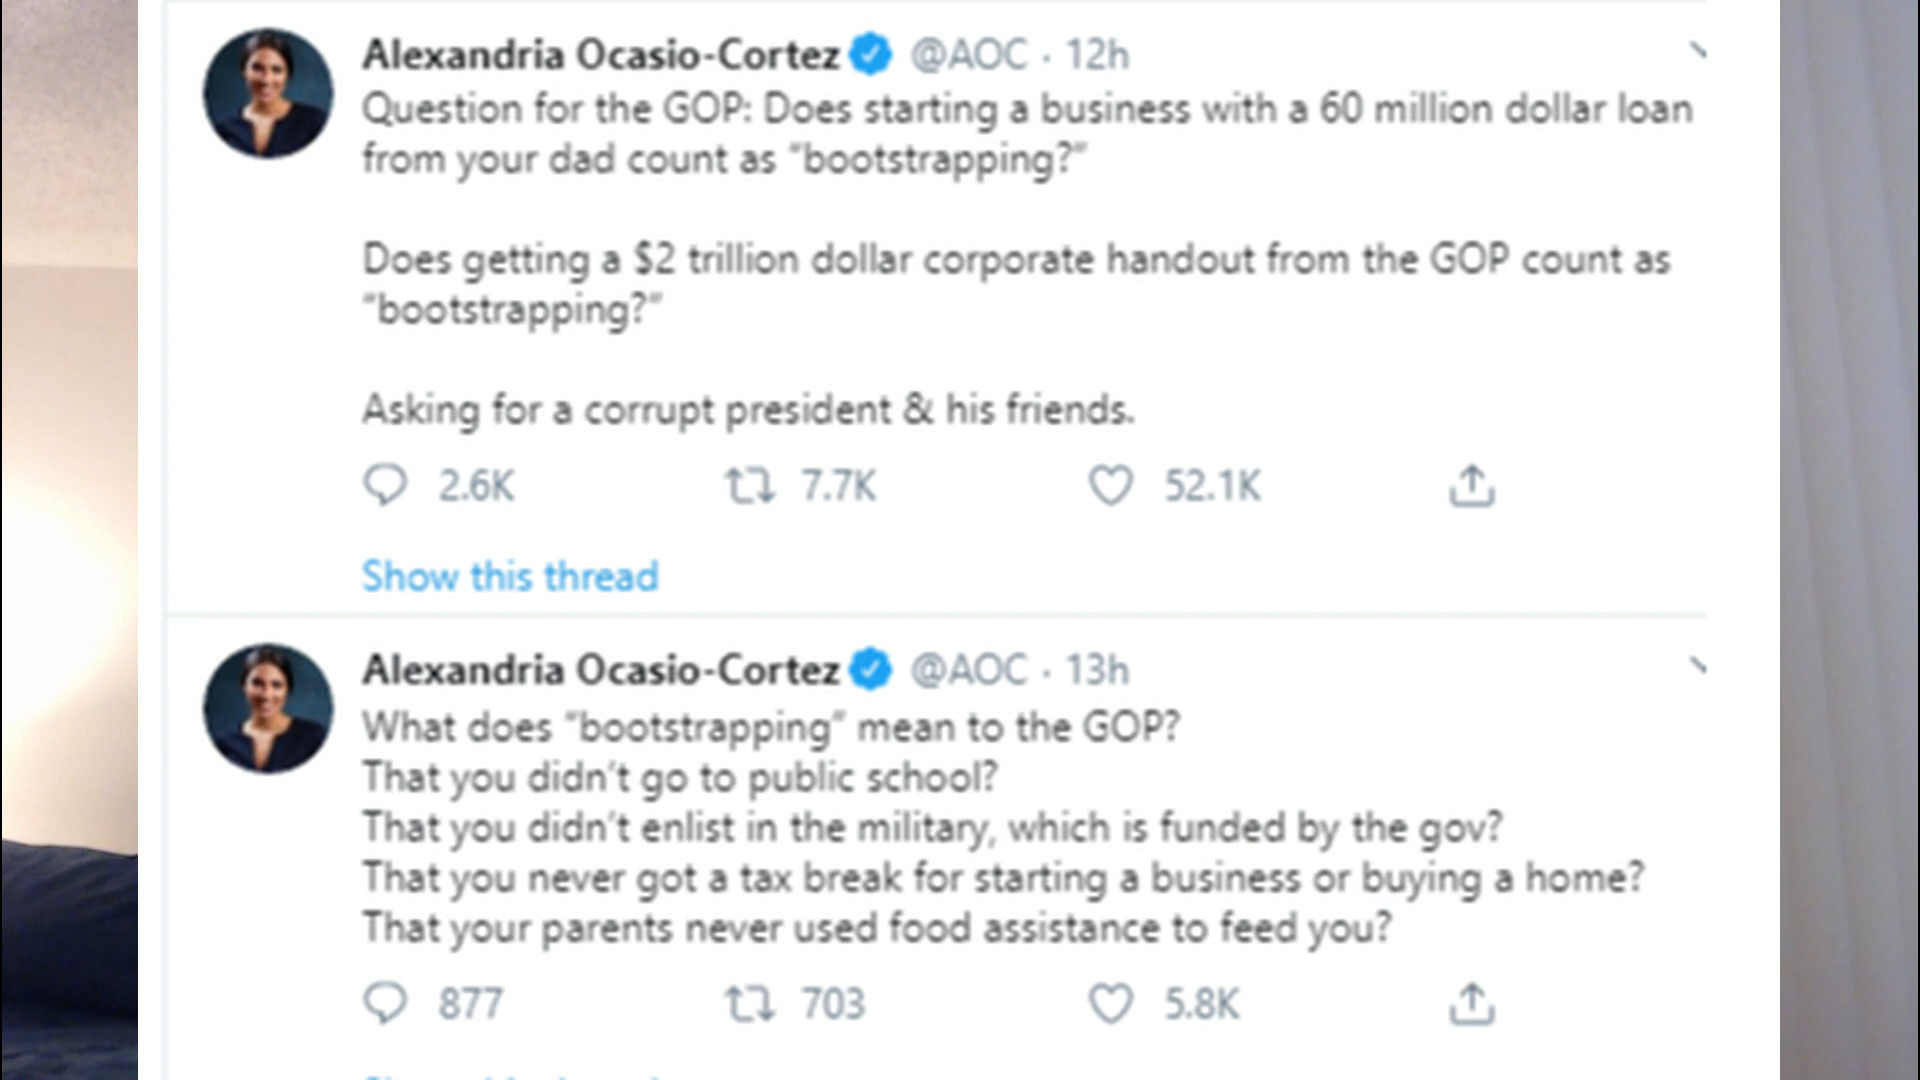 Alexandria Ocasio-Cortez @AOC · 12h
Question for the GOP: Does starting a business with a 60 million dollar loan
from your dad count as “bootstrapping?”
Does getting a $2 trillion dollar corporate handout from the GOP count as
“bootstrapping?”
Asking for a corrupt president & his friends.
2.6K 7.7K 52.1K
Show this thread
Alexandria Ocasio-Cortez @AOC · 13h
What does “bootstrapping” mean to the GOP?
That you didn’t go to public school?
That you didn’t enlist in the military, which is funded by the gov?
That you never got a tax break for starting a business or buying a home?
That your parents never used food assistance to feed you?
877 703 5.8K